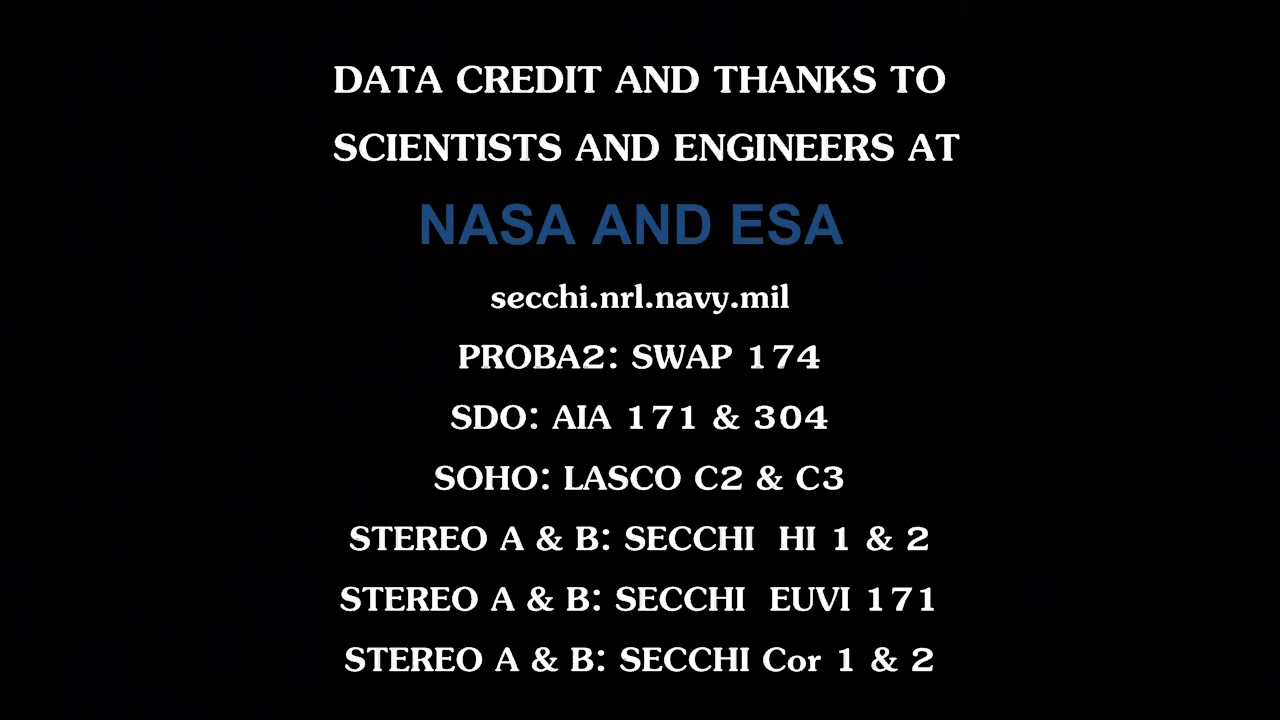 DATA CREDIT AND THANKS TO
SCIENTISTS AND ENGINEERS AT
NASA AND ESA
secchi.nrl.navy.mil
PROBA2: SWAP 174
SDO: AIA 171 & 304
SOHO: LASCO C2 & C3
STEREO A & B: SECCHI  HI 1 & 2
STEREO A & B: SECCHI  EUVI 171
STEREO A & B: SECCHI Cor 1 & 2